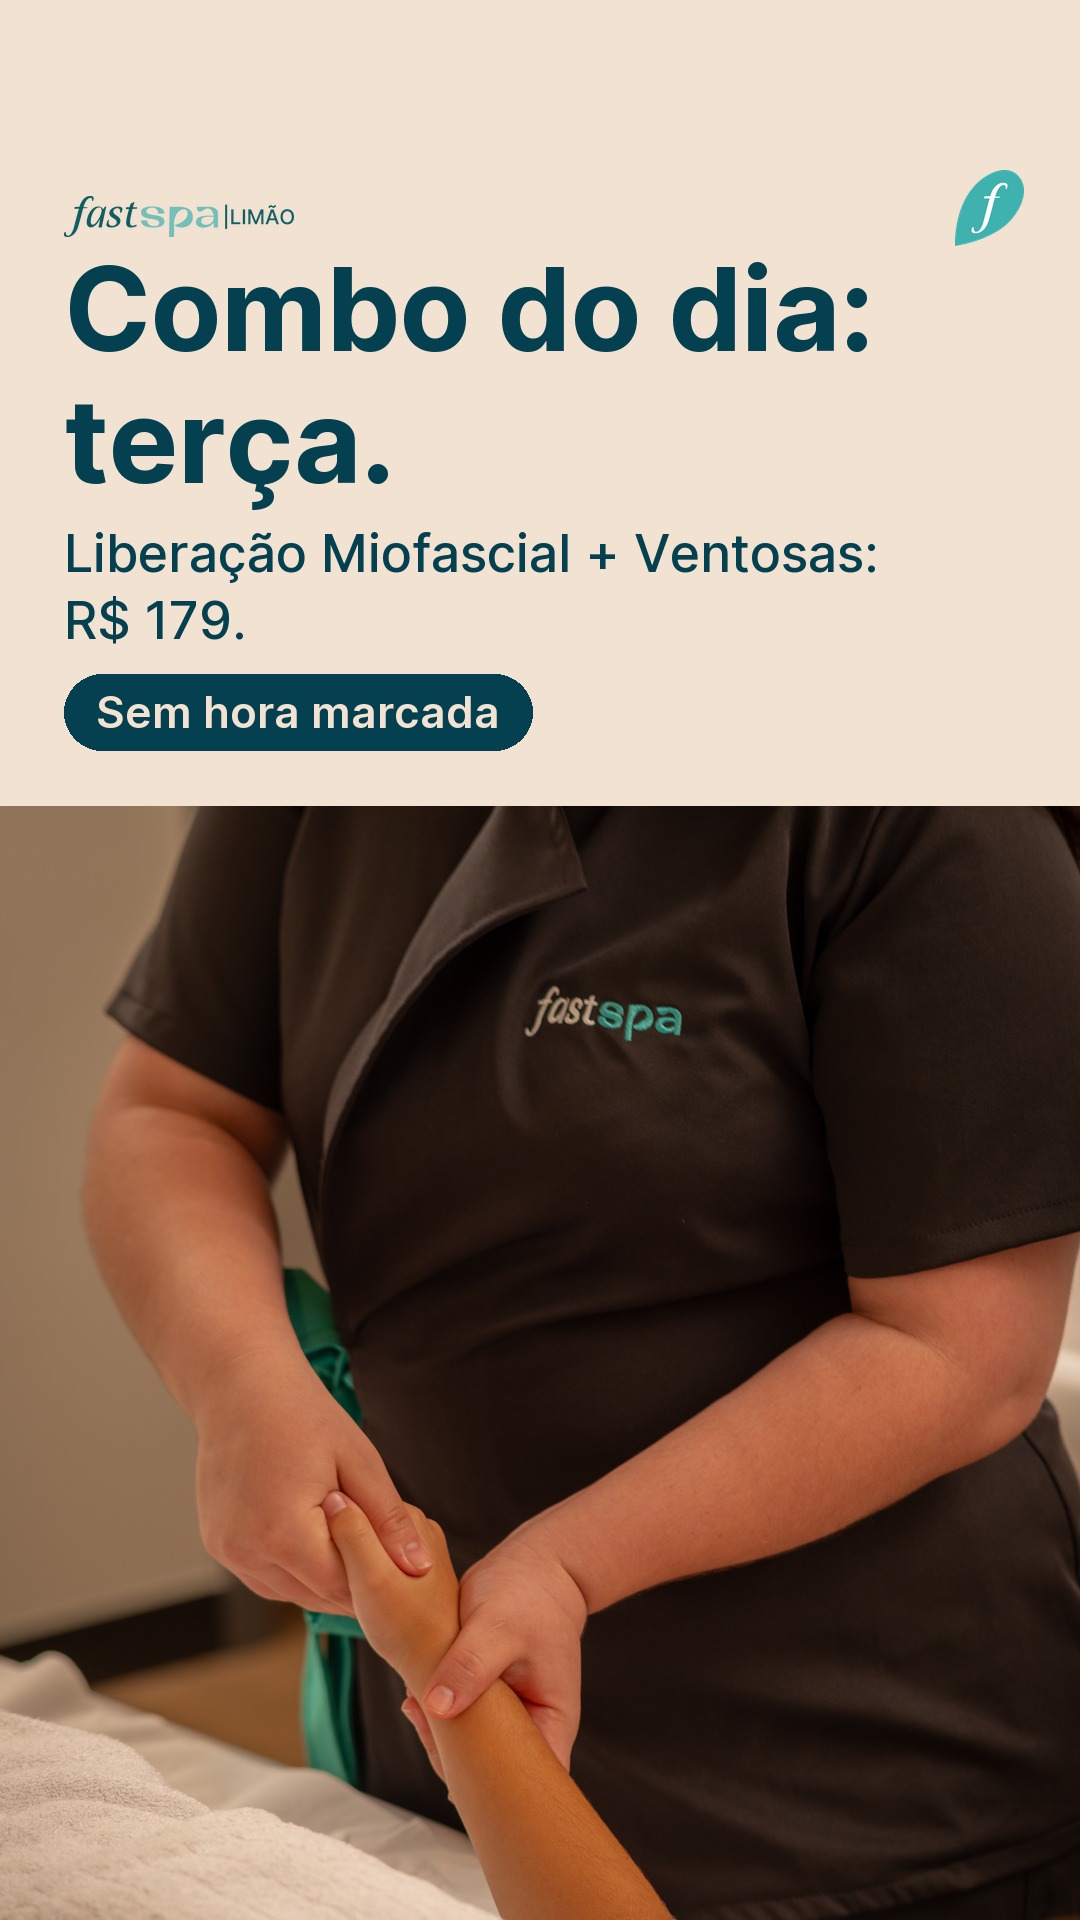 fastspa|LIMÃO
f
Combo do dia:
terça.
Liberação Miofascial + Ventosas:
R$ 179.
Sem hora marcada
fastspa